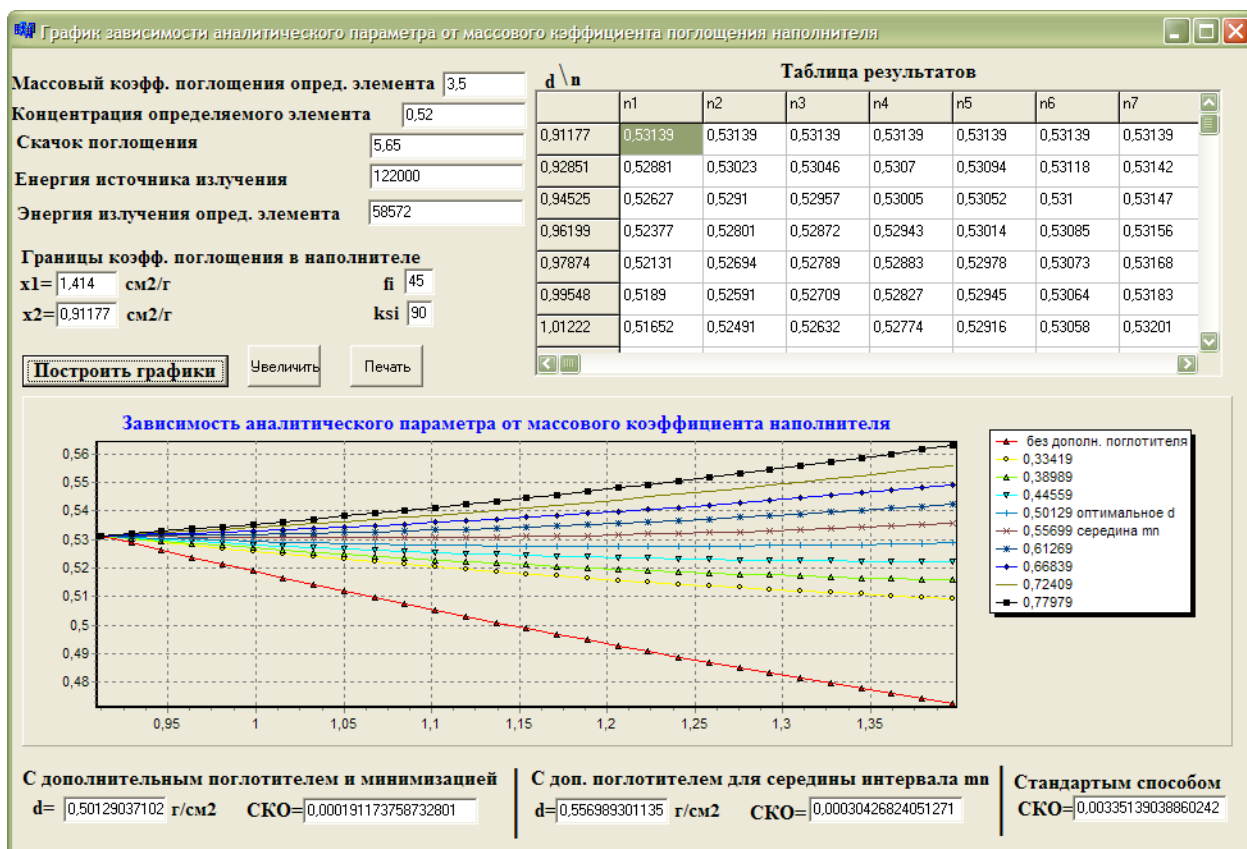 График зависимости аналитического параметра от массового кэффициента поглощения наполнителя
Массовый коэфф. поглощения опред. элемента 3,5
Концентрация определяемого элемента 0,52
Скачок поглощения 5,65
Енергия источника излучения 122000
Энергия излучения опред. элемента 58572
Границы коэфф. поглощения в наполнителе
x1= 1,414 см2/г fi 45
x2= 0,91177 см2/г ksi 90
Построить графики Увеличить Печать
d \ n Таблица результатов
n1 n2 n3 n4 n5 n6 n7
0,91177 0,53139 0,53139 0,53139 0,53139 0,53139 0,53139 0,53139
0,92851 0,52881 0,53023 0,53046 0,5307 0,53094 0,53118 0,53142
0,94525 0,52627 0,5291 0,52957 0,53005 0,53052 0,531 0,53147
0,96199 0,52377 0,52801 0,52872 0,52943 0,53014 0,53085 0,53156
0,97874 0,52131 0,52694 0,52789 0,52883 0,52978 0,53073 0,53168
0,99548 0,5189 0,52591 0,52709 0,52827 0,52945 0,53064 0,53183
1,01222 0,51652 0,52491 0,52632 0,52774 0,52916 0,53058 0,53201
Зависимость аналитического параметра от массового коэффициента наполнителя
0,56
0,55
0,54
0,53
0,52
0,51
0,5
0,49
0,48
0,95 1 1,05 1,1 1,15 1,2 1,25 1,3 1,35
без дополн. поглотителя
0,33419
0,38989
0,44559
0,50129 оптимальное d
0,55699 середина mn
0,61269
0,66839
0,72409
0,77979
С дополнительным поглотителем и минимизацией
d= 0,50129037102 г/см2 СКО= 0,000191173758732801
С доп. поглотителем для середины интервала mn
d= 0,556989301135 г/см2 СКО= 0,00030426824051271
Стандартым способом
СКО= 0,00335139038860242